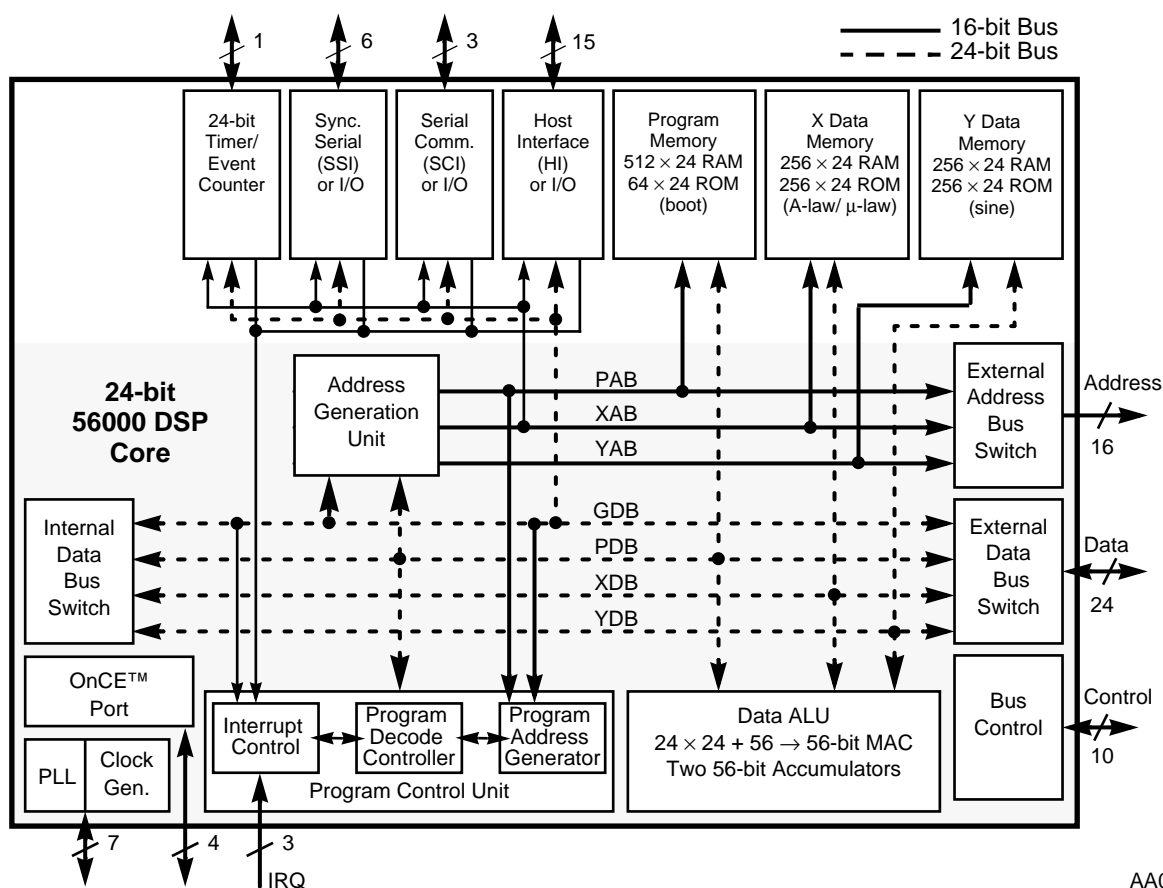 1
6
3
15
16-bit Bus
24-bit Bus
24-bit
Timer/
Event
Counter
Sync.
Serial
(SSI)
or I/O
Serial
Comm.
(SCI)
or I/O
Host
Interface
(HI)
or I/O
Program
Memory
512 × 24 RAM
64 × 24 ROM
(boot)
X Data
Memory
256 × 24 RAM
256 × 24 ROM
(A-law/ μ-law)
Y Data
Memory
256 × 24 RAM
256 × 24 ROM
(sine)
24-bit
56000 DSP
Core
Address
Generation
Unit
PAB
XAB
YAB
External
Address
Bus
Switch
Address
16
Internal
Data
Bus
Switch
GDB
PDB
XDB
YDB
External
Data
Bus
Switch
Data
24
OnCE™
Port
PLL
Clock
Gen.
Interrupt
Control
Program
Decode
Controller
Program
Address
Generator
Program Control Unit
Data ALU
24 × 24 + 56 → 56-bit MAC
Two 56-bit Accumulators
Bus
Control
Control
10
7
4
3
IRQ
AA0